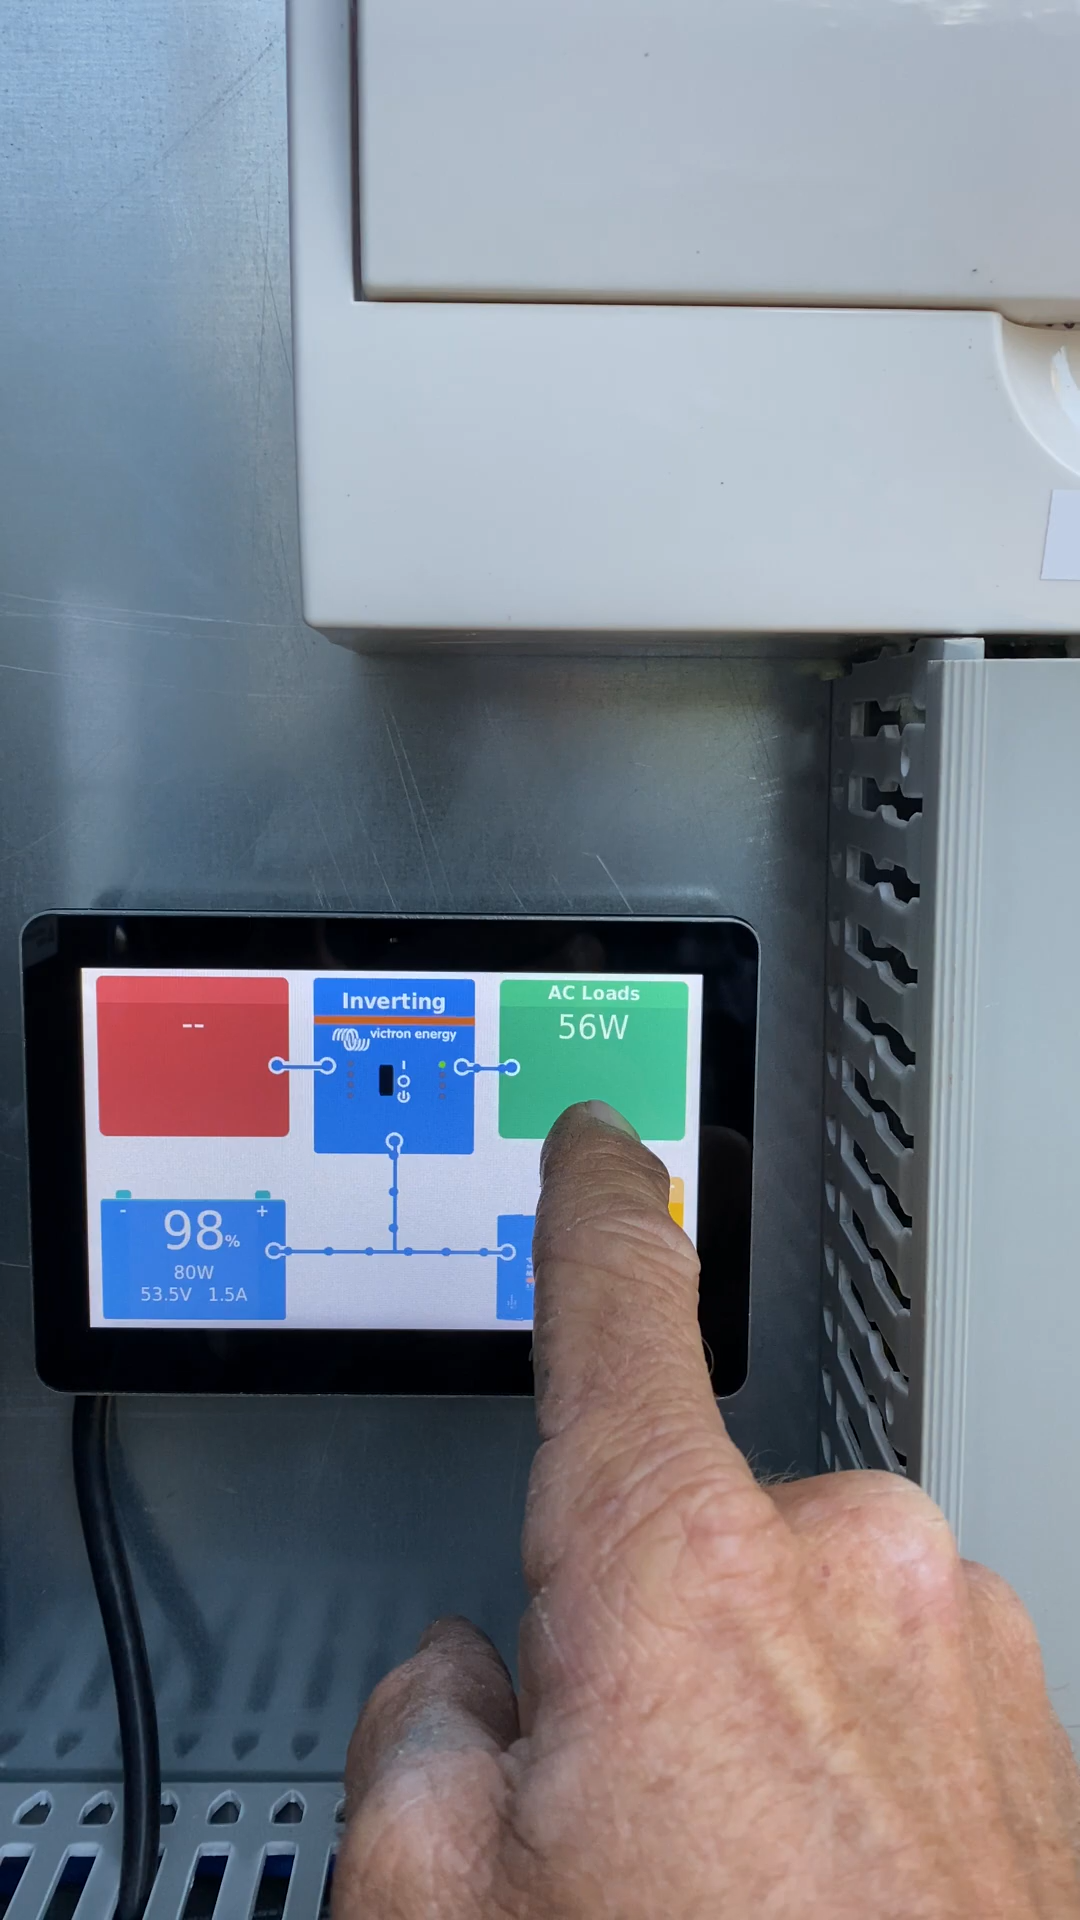 --
Inverting
victron energy
AC Loads
56W
- +
98%
80W
53.5V 1.5A